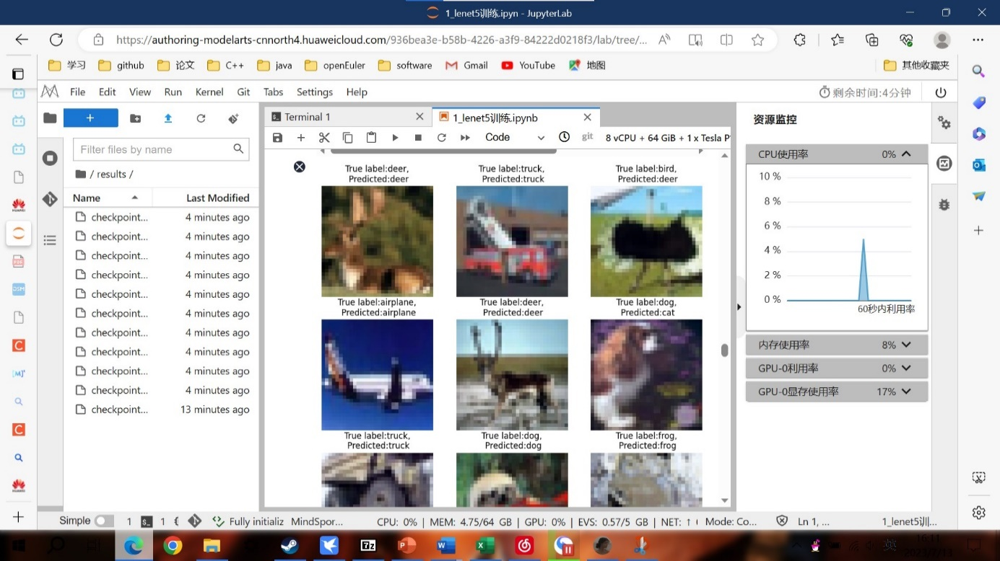 1_lenet5训练.ipyn - JupyterLab
https://authoring-modelarts-cnnorth4.huaweicloud.com/936bea3e-b58b-4226-a3f9-84222d0218f3/lab/tree/...
学习 github 论文 C++ java openEuler software Gmail YouTube 地图 其他收藏夹
File Edit View Run Kernel Git Tabs Settings Help 剩余时间:4分钟
+
Filter files by name
/ results /
Name Last Modified
checkpoint... 4 minutes ago
checkpoint... 4 minutes ago
checkpoint... 4 minutes ago
checkpoint... 4 minutes ago
checkpoint... 4 minutes ago
checkpoint... 4 minutes ago
checkpoint... 4 minutes ago
checkpoint... 4 minutes ago
checkpoint... 4 minutes ago
checkpoint... 4 minutes ago
checkpoint... 13 minutes ago
Terminal 1 1_lenet5训练.ipynb
Code git 8 vCPU + 64 GiB + 1 x Tesla P
True label:deer, True label:truck, True label:bird,
Predicted:deer Predicted:truck Predicted:deer
True label:airplane, True label:deer, True label:dog,
Predicted:airplane Predicted:deer Predicted:cat
True label:truck, True label:dog, True label:frog,
Predicted:truck Predicted:dog Predicted:frog
资源监控
CPU使用率 0%
10 %
8 %
6 %
4 %
2 %
0 %
60秒内利用率
内存使用率 8%
GPU-0利用率 0%
GPU-0显存使用率 17%
Simple 1 1 Fully initializ MindSpor... CPU: 0% | MEM: 4.75/64 GB | GPU: 0% | EVS: 0.57/5 GB | NET: ↑ Mode: Co... Ln 1, ... 1_lenet5训...
16:11